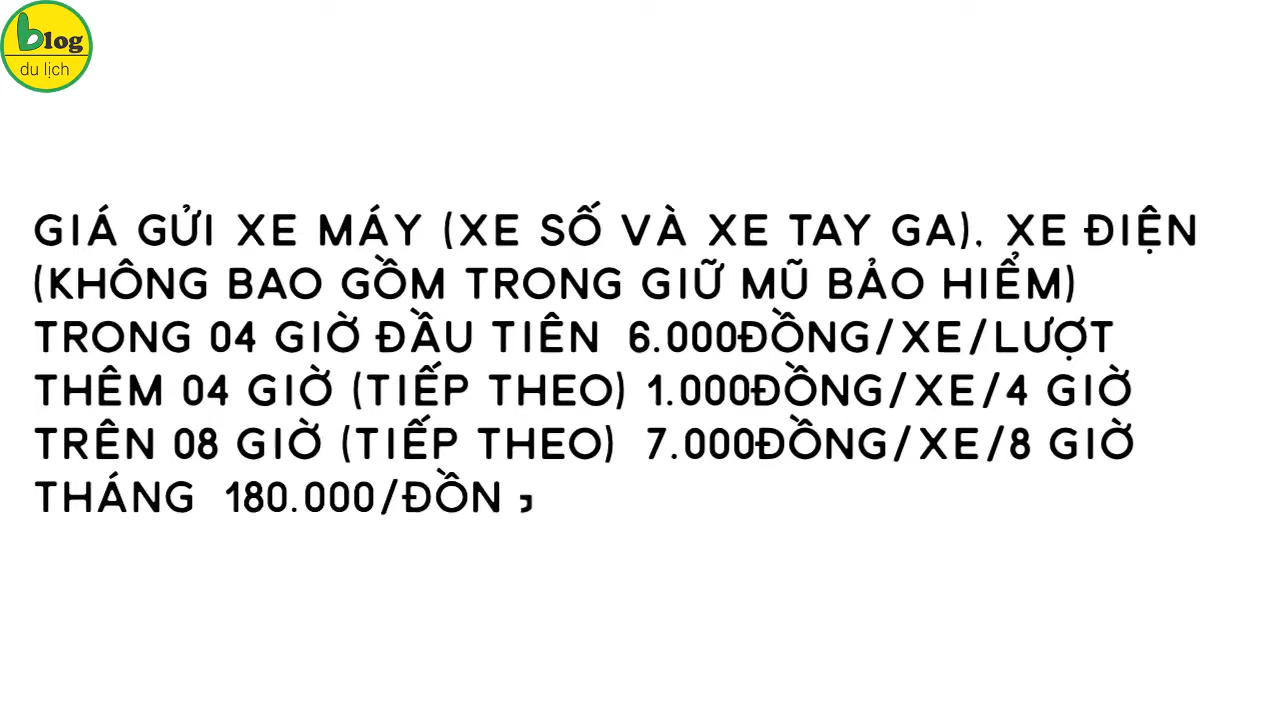 blog
du lịch
GIÁ GỬI XE MÁY (XE SỐ VÀ XE TAY GA), XE ĐIỆN
(KHÔNG BAO GỒM TRONG GIỮ MŨ BẢO HIỂM)
TRONG 04 GIỜ ĐẦU TIÊN 6.000ĐỒNG/XE/LƯỢT
THÊM 04 GIỜ (TIẾP THEO) 1.000ĐỒNG/XE/4 GIỜ
TRÊN 08 GIỜ (TIẾP THEO) 7.000ĐỒNG/XE/8 GIỜ
THÁNG 180.000/ĐỒN